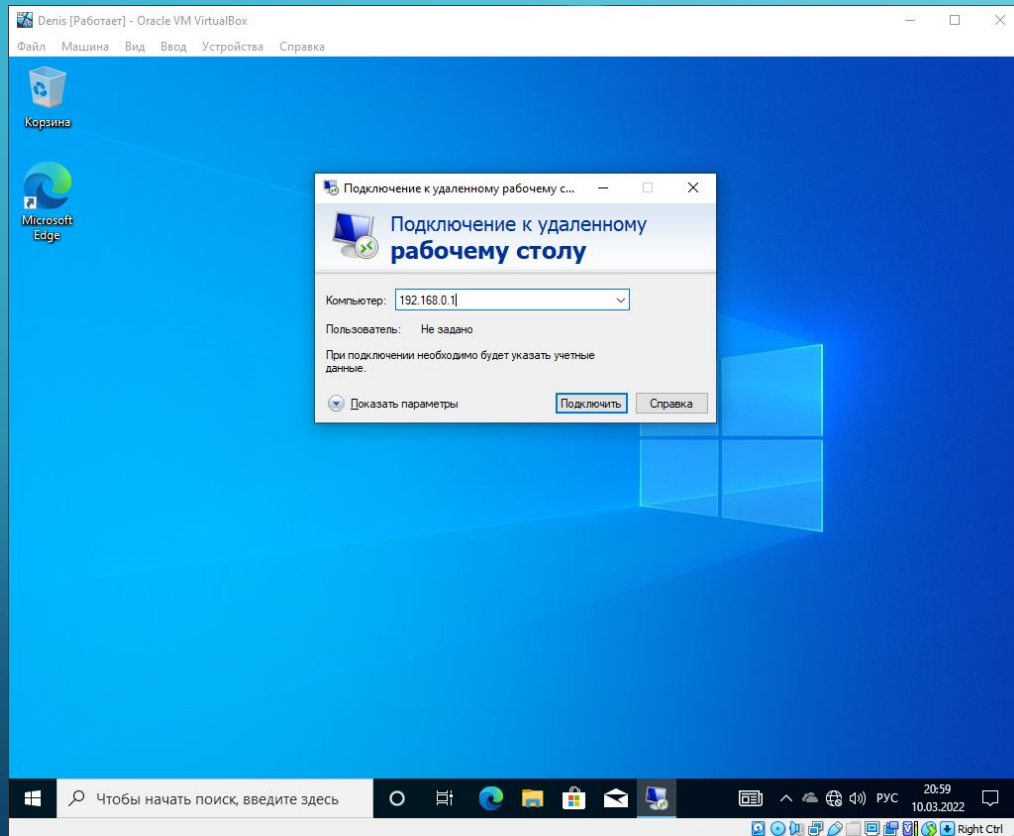 Denis [Работает] - Oracle VM VirtualBox
Файл Машина Вид Ввод Устройства Справка
Корзина
Microsoft
Edge
Подключение к удаленному рабочему с...
Подключение к удаленному
рабочему столу
Компьютер: 192.168.0.1
Пользователь: Не задано
При подключении необходимо будет указать учетные
данные.
Показать параметры Подключить Справка
Чтобы начать поиск, введите здесь
РУС
20:59
10.03.2022
Right Ctrl